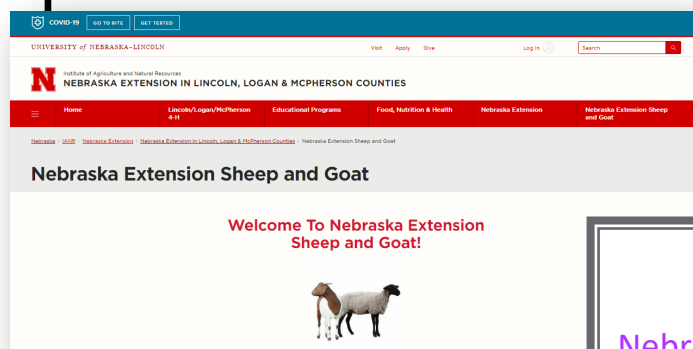 COVID-19 GO TO SITE GET TESTED
UNIVERSITY of NEBRASKA–LINCOLN Visit Apply Give Log In Search
N
Institute of Agriculture and Natural Resources
NEBRASKA EXTENSION IN LINCOLN, LOGAN & MCPHERSON COUNTIES
Home Lincoln/Logan/McPherson 4-H Educational Programs Food, Nutrition & Health Nebraska Extension Nebraska Extension Sheep and Goat
Nebraska › IANR › Nebraska Extension › Nebraska Extension in Lincoln, Logan & McPherson Counties › Nebraska Extension Sheep and Goat
Nebraska Extension Sheep and Goat
Welcome To Nebraska Extension
Sheep and Goat!
Nebr